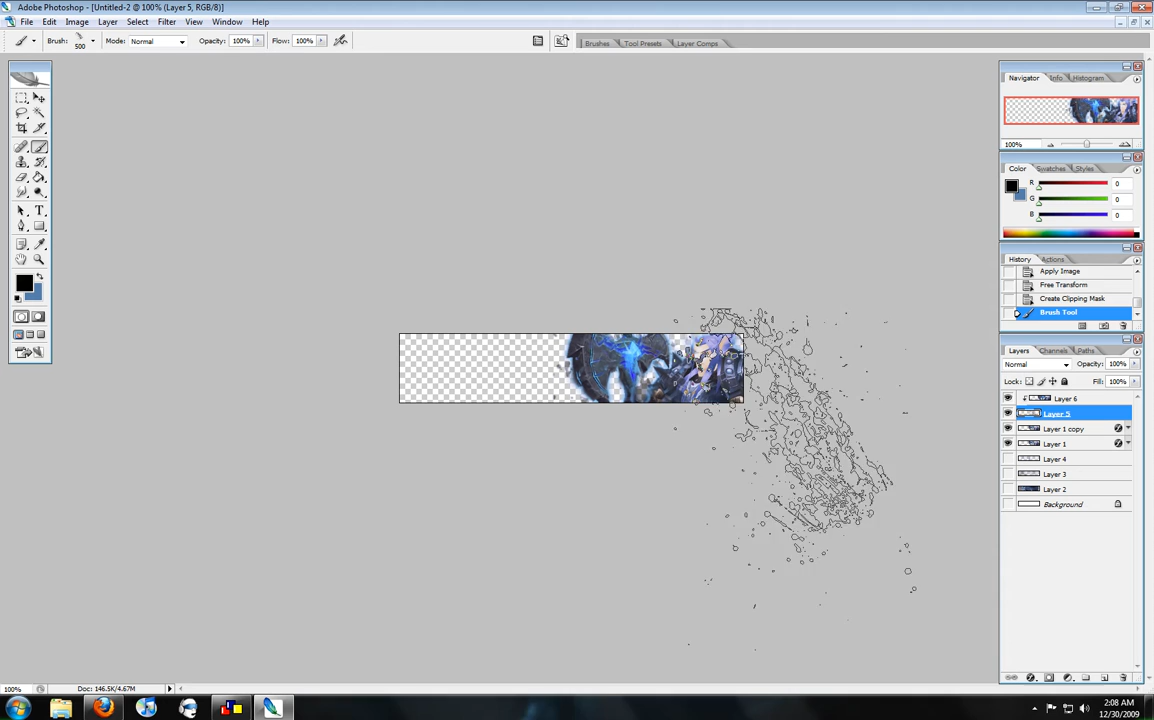 Adobe Photoshop - [Untitled-2 @ 100% (Layer 5, RGB/8)]
File Edit Image Layer Select Filter View Window Help
Brush: 500 Mode: Normal Opacity: 100% Flow: 100% Brushes Tool Presets Layer Comps
Navigator Info Histogram
100%
Color Swatches Styles
R 0
G 0
B 0
History Actions
Apply Image
Free Transform
Create Clipping Mask
Brush Tool
Layers Channels Paths
Normal Opacity: 100%
Lock: Fill: 100%
Layer 6
Layer 5
Layer 1 copy
Layer 1
Layer 4
Layer 3
Layer 2
Background
100% Doc: 146.5K/4.67M
2:08 AM
12/30/2009